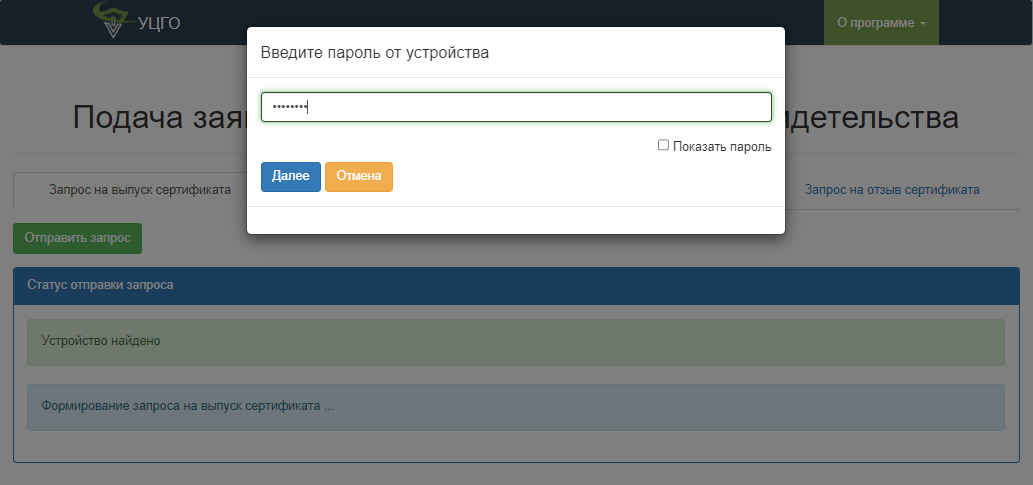 УЦГО
О программе
Введите пароль от устройства
••••••••
Показать пароль
Далее
Отмена
Подача
Запрос на выпуск сертификата
Запрос на отзыв сертификата
Отправить запрос
Статус отправки запроса
Устройство найдено
Формирование запроса на выпуск сертификата ...